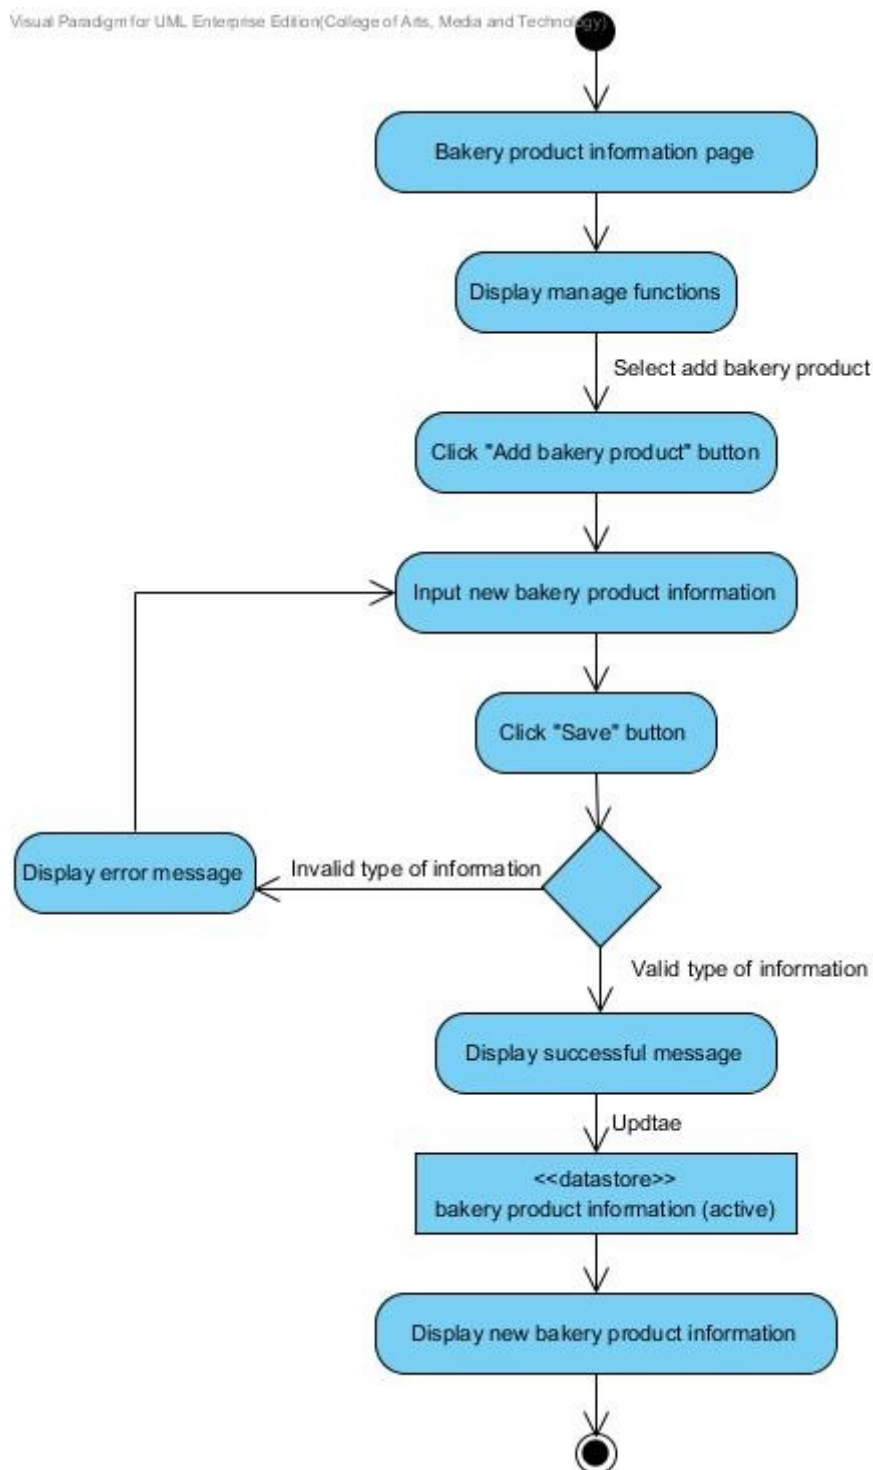 Visual Paradigm for UML Enterprise Edition(College of Arts, Media and Technology)
Bakery product information page
Display manage functions
Select add bakery product
Click "Add bakery product" button
Input new bakery product information
Click "Save" button
Display error message
Invalid type of information
Valid type of information
Display successful message
Updtae
<<datastore>>
bakery product information (active)
Display new bakery product information